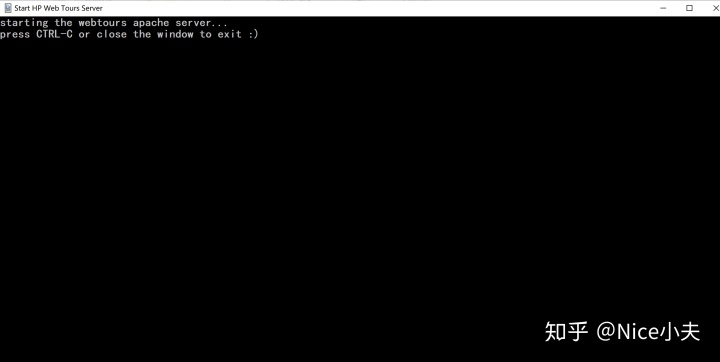 Start HP Web Tours Server
starting the webtours apache server...
press CTRL-C or close the window to exit :)
知乎 @Nice小夫